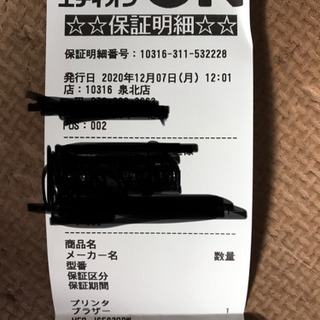 エディオン
☆☆保証明細☆☆
保証明細番号：10316-311-532228
発行日 2020年12月07日(月) 12:01
店：10316 泉北店
POS：002
商品名
メーカー名 数量
型番
保証区分
保証期間
プリンタ
ブラザー 1